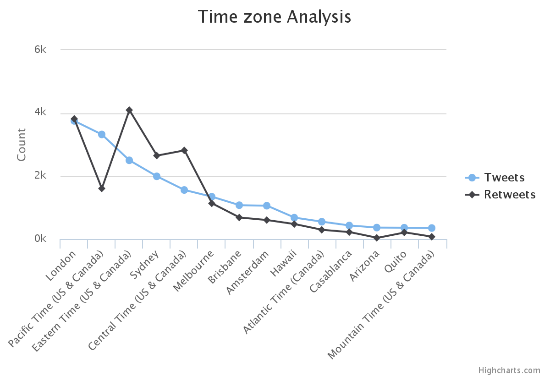 Time zone Analysis
6k
4k
2k
0k
Count
Tweets
Retweets
London
Pacific Time (US & Canada)
Eastern Time (US & Canada)
Sydney
Central Time (US & Canada)
Melbourne
Brisbane
Amsterdam
Hawaii
Atlantic Time (Canada)
Casablanca
Arizona
Quito
Mountain Time (US & Canada)
Highcharts.com